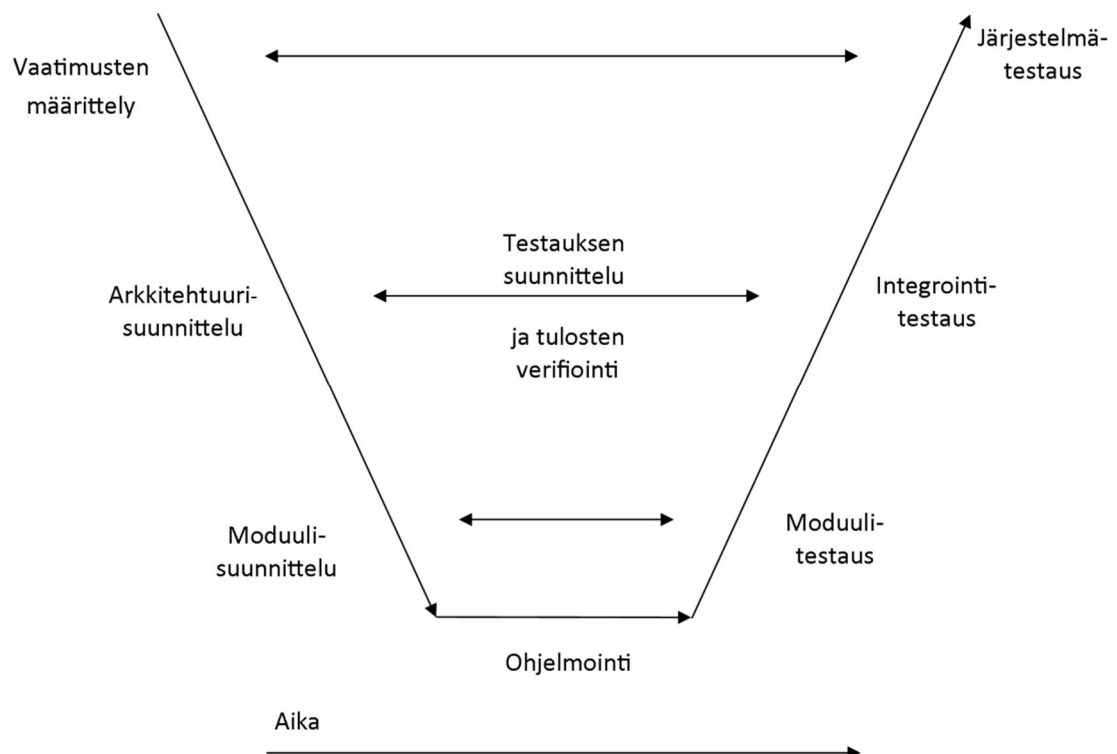 Vaatimusten
määrittely
Järjestelmä-
testaus
Testauksen
suunnittelu
Arkkitehtuuri-
suunnittelu
Integrointi-
testaus
ja tulosten
verifiointi
Moduuli-
suunnittelu
Moduuli-
testaus
Ohjelmointi
Aika